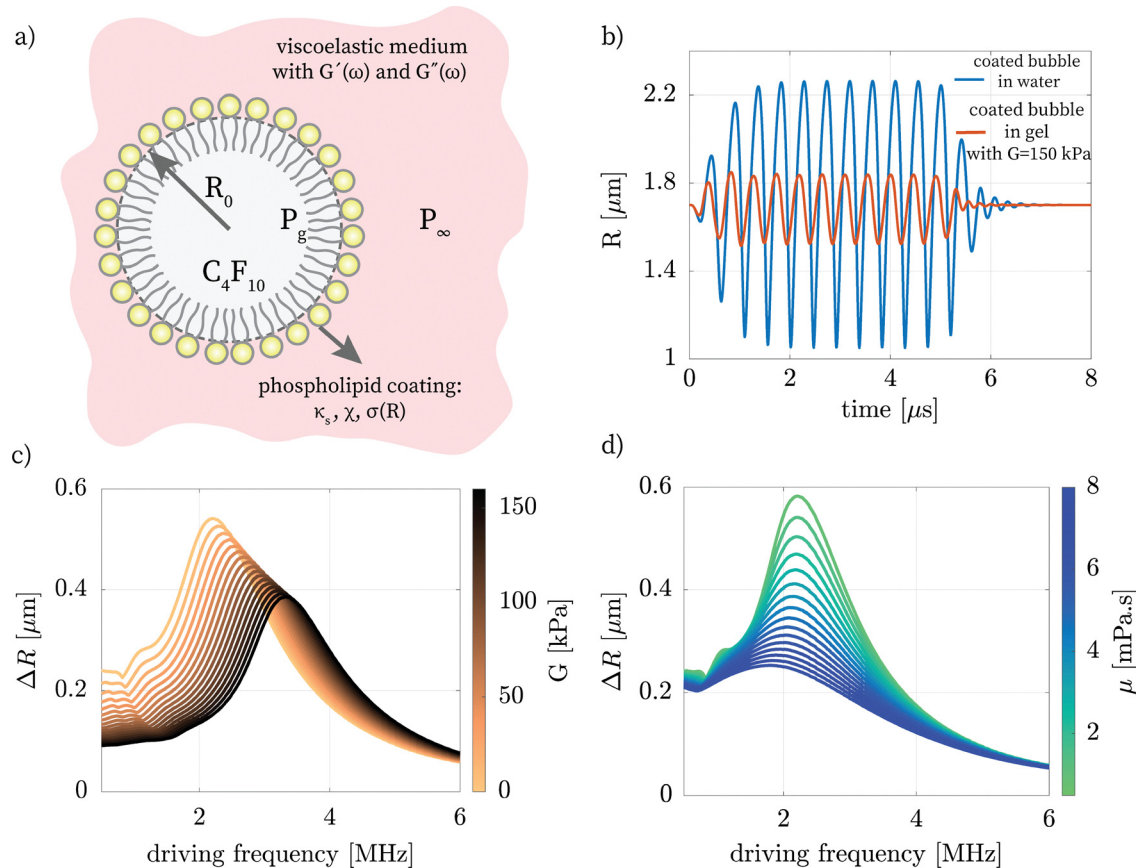 a)
viscoelastic medium
with G′(ω) and G″(ω)
R₀
P_g
P_∞
C₄F₁₀
phospholipid coating:
κₛ, χ, σ(R)
b)
coated bubble
in water
coated bubble
in gel
with G=150 kPa
2.2
1.8
1.4
1
R [μm]
0
2
4
6
8
time [μs]
c)
0.6
0.4
0.2
0
ΔR [μm]
2
4
6
driving frequency [MHz]
150
100
50
0
G [kPa]
d)
0.6
0.4
0.2
0
ΔR [μm]
2
4
6
driving frequency [MHz]
8
6
4
2
μ [mPa.s]